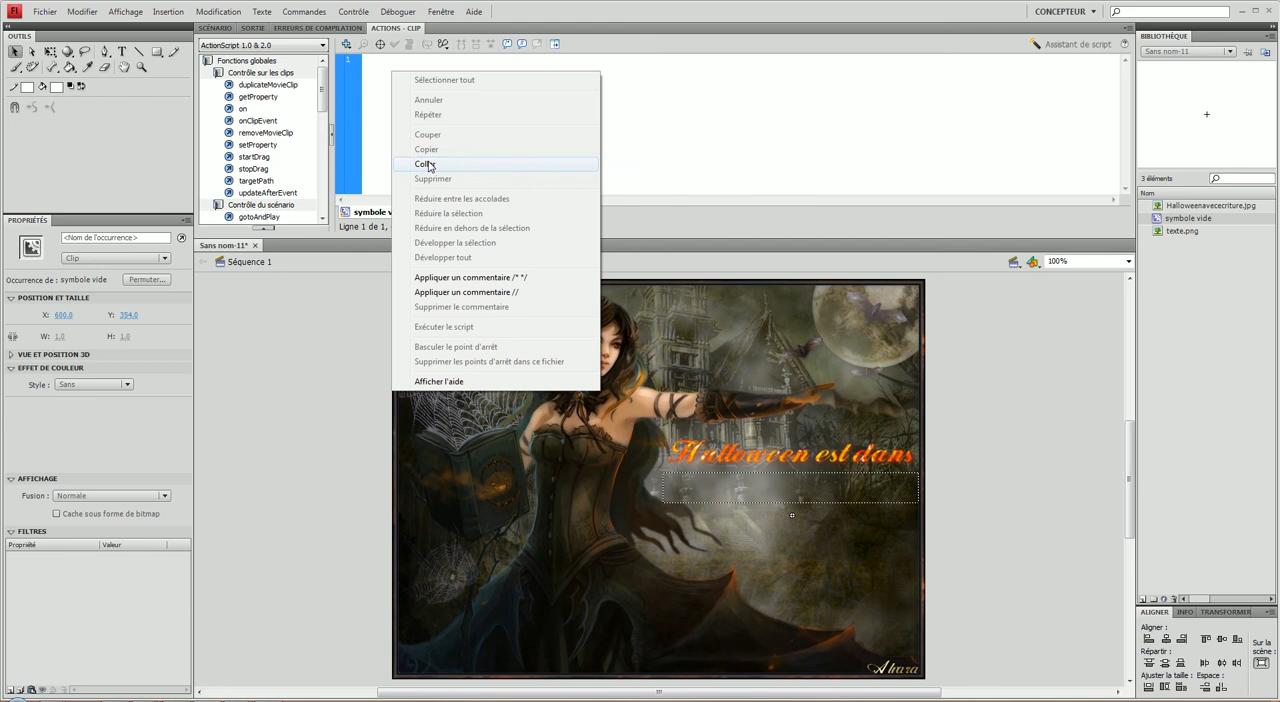 Fl Fichier Modifier Affichage Insertion Modification Texte Commandes Contrôle Déboguer Fenêtre Aide CONCEPTEUR
OUTILS
SCÉNARIO SORTIE ERREURS DE COMPILATION ACTIONS - CLIP
ActionScript 1.0 & 2.0
Assistant de script
Fonctions globales
Contrôle sur les clips
duplicateMovieClip
getProperty
on
onClipEvent
removeMovieClip
setProperty
startDrag
stopDrag
targetPath
updateAfterEvent
Contrôle du scénario
gotoAndPlay
1
symbole v
Ligne 1 de 1,
Sélectionner tout
Annuler
Répéter
Couper
Copier
Supprimer
Réduire entre les accolades
Réduire la sélection
Réduire en dehors de la sélection
Développer la sélection
Développer tout
Appliquer un commentaire /* */
Appliquer un commentaire //
Supprimer le commentaire
Exécuter le script
Basculer le point d'arrêt
Supprimer les points d'arrêt dans ce fichier
Afficher l'aide
PROPRIÉTÉS
<Nom de l'occurrence>
Clip
Occurrence de : symbole vide Permuter...
POSITION ET TAILLE
X: 600.0 Y: 354.0
W: 1.0 H: 1.0
VUE ET POSITION 3D
EFFET DE COULEUR
Style : Sans
AFFICHAGE
Fusion : Normale
Cache sous forme de bitmap
FILTRES
Propriété Valeur
Sans nom-11*
Séquence 1
100%
Halloween est dans
Alvara
BIBLIOTHÈQUE
Sans nom-11
3 éléments
Nom
Halloweenavececriture.jpg
symbole vide
texte.png
ALIGNER INFO TRANSFORMER
Aligner :
Répartir :
Sur la
scène :
Ajuster la taille : Espace :